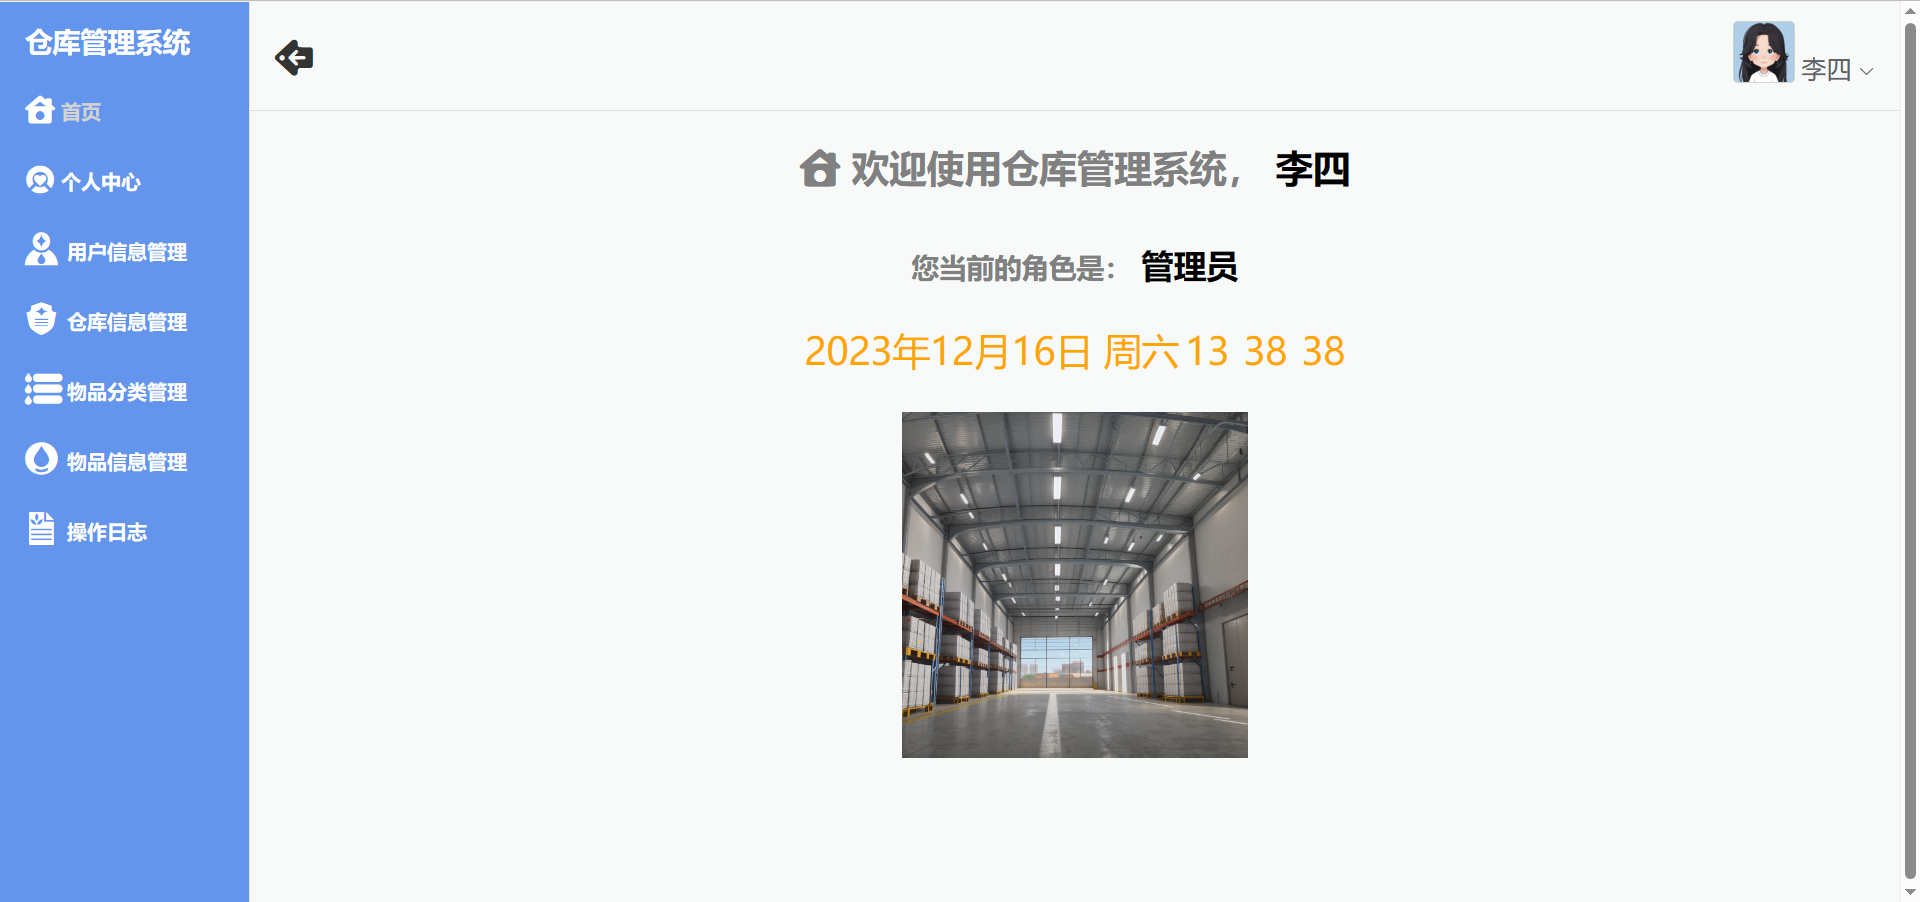 仓库管理系统
首页
个人中心
用户信息管理
仓库信息管理
物品分类管理
物品信息管理
操作日志
李四
欢迎使用仓库管理系统， 李四
您当前的角色是： 管理员
2023年12月16日 周六 13 38 38